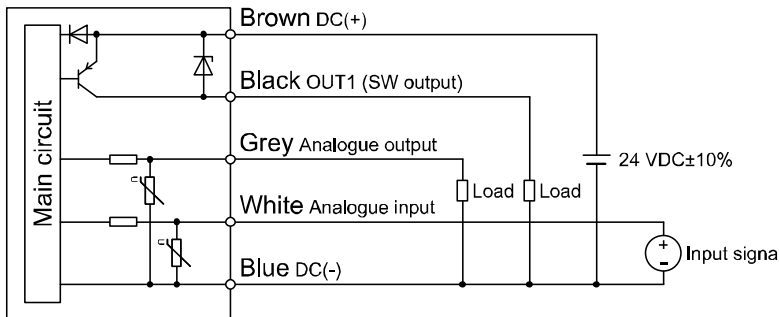 Brown DC(+)
Black OUT1 (SW output)
Grey Analogue output
White Analogue input
Blue DC(-)
Main circuit
u
u
Load
Load
24 VDC±10%
+
-
Input signa